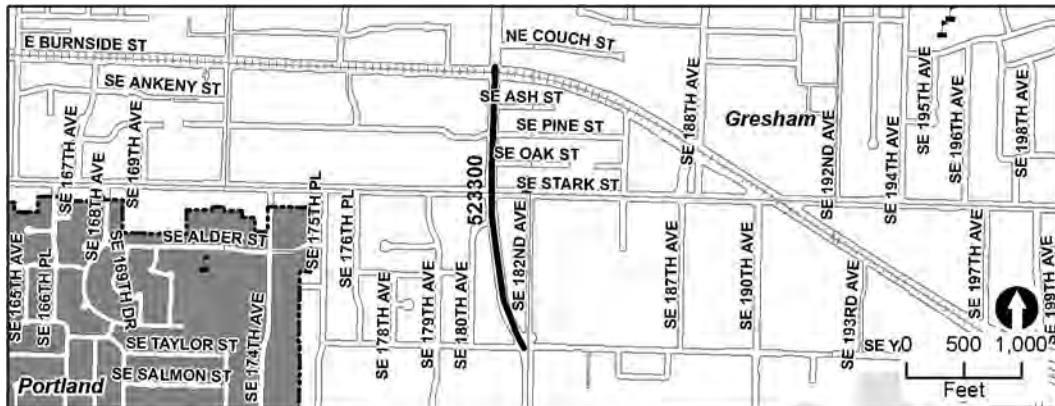 E BURNSIDE ST
NE COUCH ST
SE ANKENY ST
SE ASH ST
SE PINE ST
SE OAK ST
SE STARK ST
SE 188TH AVE
Gresham
SE 192ND AVE
SE 194TH AVE
SE 195TH AVE
SE 196TH AVE
SE 198TH AVE
SE 167TH AVE
SE 168TH AVE
SE 169TH AVE
523300
SE 165TH AVE
SE 166TH PL
SE 169TH DR
SE ALDER ST
SE 174TH AVE
SE 175TH PL
SE 176TH PL
SE 178TH AVE
SE 179TH AVE
SE 180TH AVE
SE 182ND AVE
SE 187TH AVE
SE 190TH AVE
SE 193RD AVE
SE 197TH AVE
SE 199TH AVE
SE TAYLOR ST
SE SALMON ST
Portland
SE Y
0 500 1,000
Feet